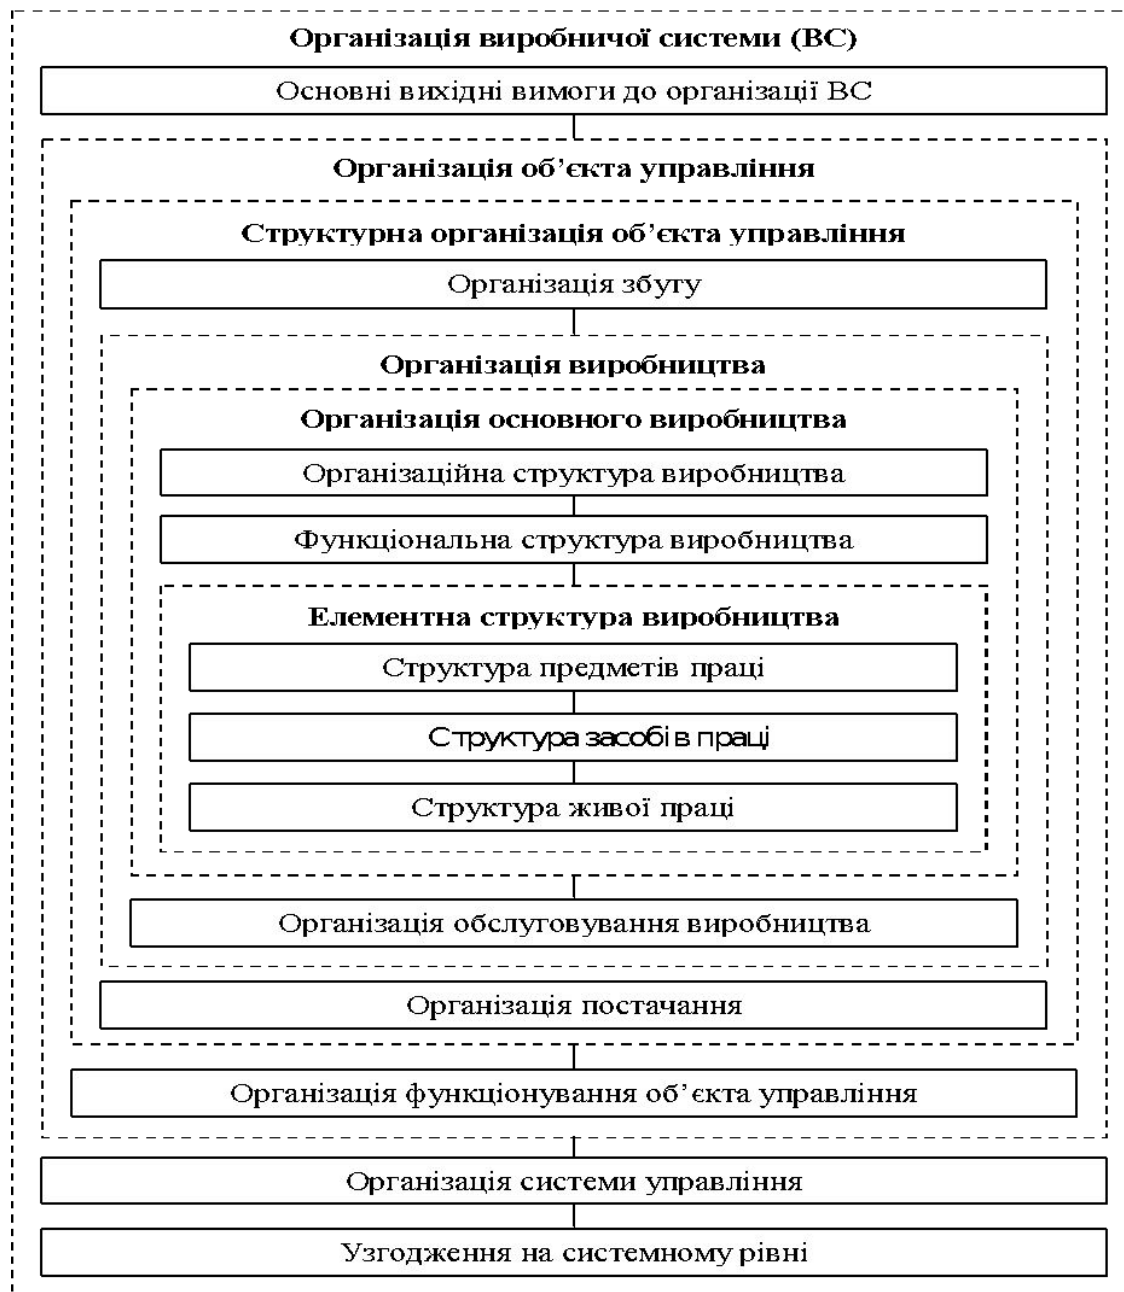 Організація виробничої системи (ВС)
Основні вихідні вимоги до організації ВС
Організація об’єкта управління
Структурна організація об’єкта управління
Організація збуту
Організація виробництва
Організація основного виробництва
Організаційна структура виробництва
Функціональна структура виробництва
Елементна структура виробництва
Структура предметів праці
Структура засобів праці
Структура живої праці
Організація обслуговування виробництва
Організація постачання
Організація функціонування об’єкта управління
Організація системи управління
Узгодження на системному рівні